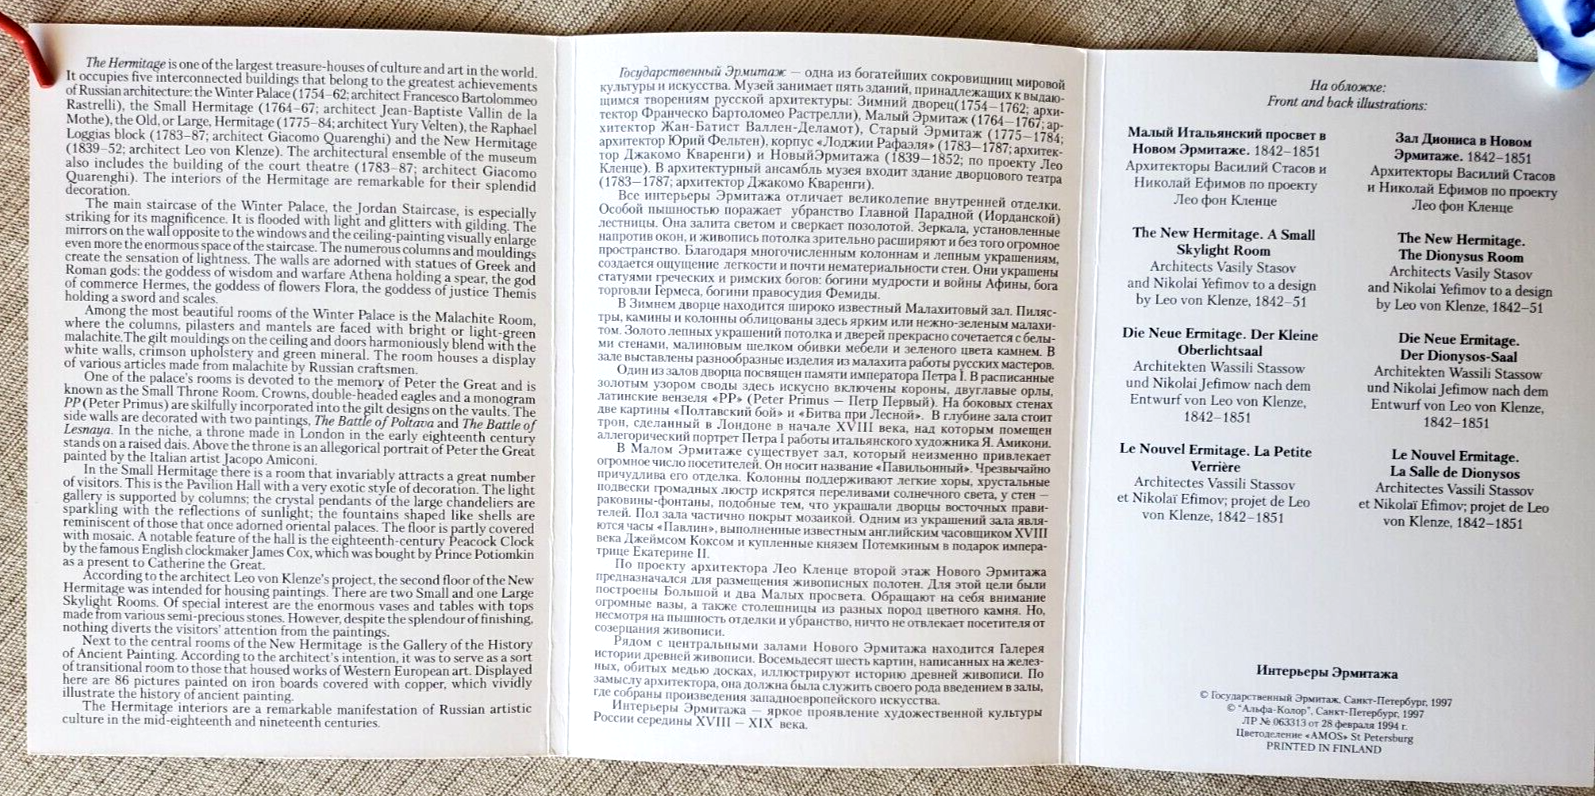 The Hermitage is one of the largest treasure-houses of culture and art in the world.
It occupies five interconnected buildings that belong to the greatest achievements
of Russian architecture: the Winter Palace (1754–62; architect Francesco Bartolommeo
Rastrelli), the Small Hermitage (1764–67; architect Jean-Baptiste Vallin de la
Mothe), the Old, or Large, Hermitage (1775–84; architect Yury Velten), the Raphael
Loggias block (1783–87; architect Giacomo Quarenghi) and the New Hermitage
(1839–52; architect Leo von Klenze). The architectural ensemble of the museum
also includes the building of the court theatre (1783–87; architect Giacomo
Quarenghi). The interiors of the Hermitage are remarkable for their splendid
decoration.
The main staircase of the Winter Palace, the Jordan Staircase, is especially
striking for its magnificence. It is flooded with light and glitters with gilding. The
mirrors on the wall opposite to the windows and the ceiling-painting visually enlarge
even more the enormous space of the staircase. The numerous columns and mouldings
create the sensation of lightness. The walls are adorned with statues of Greek and
Roman gods: the goddess of wisdom and warfare Athena holding a spear, the god
of commerce Hermes, the goddess of flowers Flora, the goddess of justice Themis
holding a sword and scales.
Among the most beautiful rooms of the Winter Palace is the Malachite Room,
where the columns, pilasters and mantels are faced with bright or light-green
malachite.The gilt mouldings on the ceiling and doors harmoniously blend with the
white walls, crimson upholstery and green mineral. The room houses a display
of various articles made from malachite by Russian craftsmen.
One of the palace's rooms is devoted to the memory of Peter the Great and is
known as the Small Throne Room. Crowns, double-headed eagles and a monogram
PP (Peter Primus) are skilfully incorporated into the gilt designs on the vaults. The
side walls are decorated with two paintings, The Battle of Poltava and The Battle of
Lesnaya. In the niche, a throne made in London in the early eighteenth century
stands on a raised dais. Above the throne is an allegorical portrait of Peter the Great
painted by the Italian artist Jacopo Amiconi.
In the Small Hermitage there is a room that invariably attracts a great number
of visitors. This is the Pavilion Hall with a very exotic style of decoration. The light
gallery is supported by columns; the crystal pendants of the large chandeliers are
sparkling with the reflections of sunlight; the fountains shaped like shells are
reminiscent of those that once adorned oriental palaces. The floor is partly covered
with mosaic. A notable feature of the hall is the eighteenth-century Peacock Clock
by the famous English clockmaker James Cox, which was bought by Prince Potiomkin
as a present to Catherine the Great.
According to the architect Leo von Klenze's project, the second floor of the New
Hermitage was intended for housing paintings. There are two Small and one Large
Skylight Rooms. Of special interest are the enormous vases and tables with tops
made from various semi-precious stones. However, despite the splendour of finishing,
nothing diverts the visitors' attention from the paintings.
Next to the central rooms of the New Hermitage is the Gallery of the History
of Ancient Painting. According to the architect's intention, it was to serve as a sort
of transitional room to those that housed works of Western European art. Displayed
here are 86 pictures painted on iron boards covered with copper, which vividly
illustrate the history of ancient painting.
The Hermitage interiors are a remarkable manifestation of Russian artistic
culture in the mid-eighteenth and nineteenth centuries.
Государственный Эрмитаж — одна из богатейших сокровищниц мировой
культуры и искусства. Музей занимает пять зданий, принадлежащих к выдаю-
щимся творениям русской архитектуры: Зимний дворец(1754–1762; архи-
тектор Франческо Бартоломео Растрелли), Малый Эрмитаж (1764–1767; ар-
хитектор Жан-Батист Валлен-Деламот), Старый Эрмитаж (1775–1784;
архитектор Юрий Фельтен), корпус «Лоджии Рафаэля» (1783–1787; архитек-
тор Джакомо Кваренги) и НовыйЭрмитажа (1839–1852; по проекту Лео
Кленце). В архитектурный ансамбль музея входит здание дворцового театра
(1783–1787; архитектор Джакомо Кваренги).
Все интерьеры Эрмитажа отличает великолепие внутренней отделки.
Особой пышностью поражает убранство Главной Парадной (Иорданской)
лестницы. Она залита светом и сверкает позолотой. Зеркала, установленные
напротив окон, и живопись потолка зрительно расширяют и без того огромное
пространство. Благодаря многочисленным колоннам и лепным украшениям,
создается ощущение легкости и почти нематериальности стен. Они украшены
статуями греческих и римских богов: богини мудрости и войны Афины, бога
торговли Гермеса, богини правосудия Фемиды.
В Зимнем дворце находится широко известный Малахитовый зал. Пиляс-
тры, камины и колонны облицованы здесь ярким или нежно-зеленым малахи-
том. Золото лепных украшений потолка и дверей прекрасно сочетается с белы-
ми стенами, малиновым шелком обивки мебели и зеленого цвета камнем. В
зале выставлены разнообразные изделия из малахита работы русских мастеров.
Один из залов дворца посвящен памяти императора Петра I. В расписанные
золотым узором своды здесь искусно включены короны, двуглавые орлы,
латинские вензеля «PP» (Peter Primus — Петр Первый). На боковых стенах
две картины «Полтавский бой» и «Битва при Лесной». В глубине зала стоит
трон, сделанный в Лондоне в начале XVIII века, над которым помещен
аллегорический портрет Петра I работы итальянского художника Я. Амикони.
В Малом Эрмитаже существует зал, который неизменно привлекает
огромное число посетителей. Он носит название «Павильонный». Чрезвычайно
причудлива его отделка. Колонны поддерживают легкие хоры, хрустальные
подвески громадных люстр искрятся переливами солнечного света, у стен —
раковины-фонтаны, подобные тем, что украшали дворцы восточных прави-
телей. Пол зала частично покрыт мозаикой. Одним из украшений зала явля-
ются часы «Павлин», выполненные известным английским часовщиком XVIII
века Джеймсом Коксом и купленные князем Потемкиным в подарок импера-
трице Екатерине II.
По проекту архитектора Лео Кленце второй этаж Нового Эрмитажа
предназначался для размещения живописных полотен. Для этой цели были
построены Большой и два Малых просвета. Обращают на себя внимание
огромные вазы, а также столешницы из разных пород цветного камня. Но,
несмотря на пышность отделки и убранство, ничто не отвлекает посетителя от
созерцания живописи.
Рядом с центральными залами Нового Эрмитажа находится Галерея
истории древней живописи. Восемьдесят шесть картин, написанных на желез-
ных, обитых медью досках, иллюстрируют историю древней живописи. По
замыслу архитектора, она должна была служить своего рода введением в залы,
где собраны произведения западноевропейского искусства.
Интерьеры Эрмитажа — яркое проявление художественной культуры
России середины XVIII — XIX века.
На обложке:
Front and back illustrations:
Малый Итальянский просвет в
Новом Эрмитаже. 1842–1851
Архитекторы Василий Стасов и
Николай Ефимов по проекту
Лео фон Кленце
The New Hermitage. A Small
Skylight Room
Architects Vasily Stasov
and Nikolay Yefimov to a design
by Leo von Klenze, 1842–51
Die Neue Ermitage. Der Kleine
Oberlichtsaal
Architekten Wassili Stassow
und Nikolai Jefimow nach dem
Entwurf von Leo von Klenze,
1842–1851
Le Nouvel Ermitage. La Petite
Verrière
Architectes Vassili Stassov
et Nikolaï Efimov; projet de Leo
von Klenze, 1842–1851
Зал Диониса в Новом
Эрмитаже. 1842–1851
Архитекторы Василий Стасов
и Николай Ефимов по проекту
Лео фон Кленце
The New Hermitage.
The Dionysus Room
Architects Vasily Stasov
and Nikolay Yefimov to a design
by Leo von Klenze, 1842–51
Die Neue Ermitage.
Der Dionysos-Saal
Architekten Wassili Stassow
und Nikolai Jefimow nach dem
Entwurf von Leo von Klenze,
1842–1851
Le Nouvel Ermitage.
La Salle de Dionysos
Architectes Vassili Stassov
et Nikolaï Efimov; projet de Leo
von Klenze, 1842–1851
Интерьеры Эрмитажа
© Государственный Эрмитаж, Санкт-Петербург, 1997
© "Альфа-Колор", Санкт-Петербург, 1997
ЛР № 063313 от 28 февраля 1994 г.
Цветоделение «AMOS» St Petersburg
PRINTED IN FINLAND